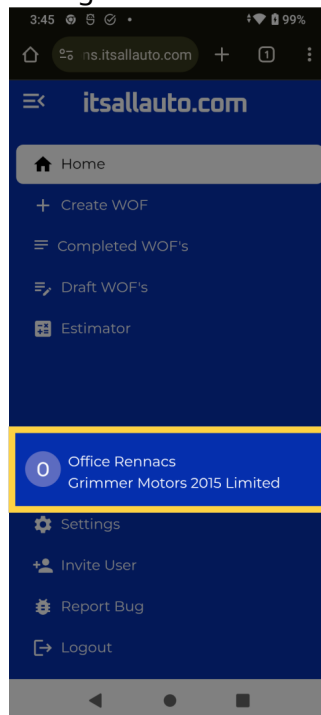 3:45
99%
ns.itsallauto.com
1
itsallauto.com
Home
Create WOF
Completed WOF's
Draft WOF's
Estimator
O
Office Rennacs
Grimmer Motors 2015 Limited
Settings
Invite User
Report Bug
Logout